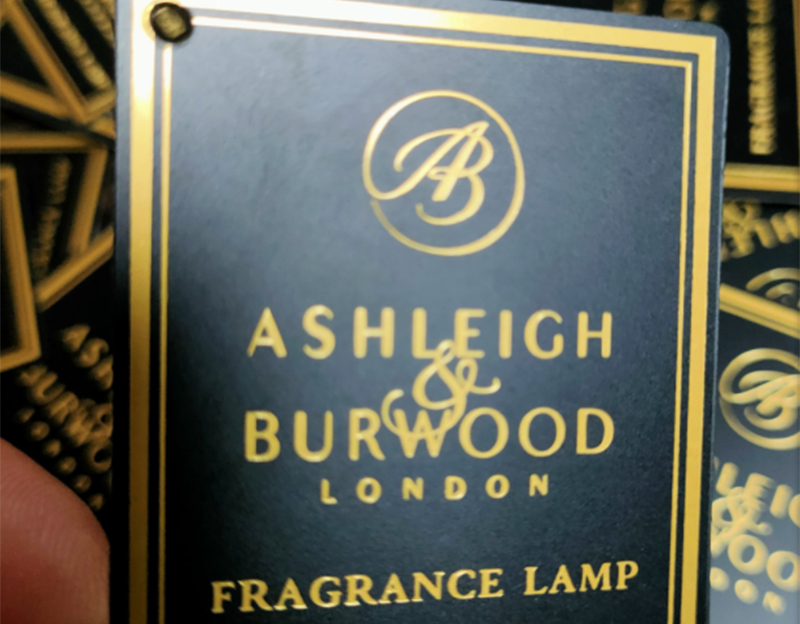 AB
ASHLEIGH
&
BURWOOD
LONDON
FRAGRANCE LAMP